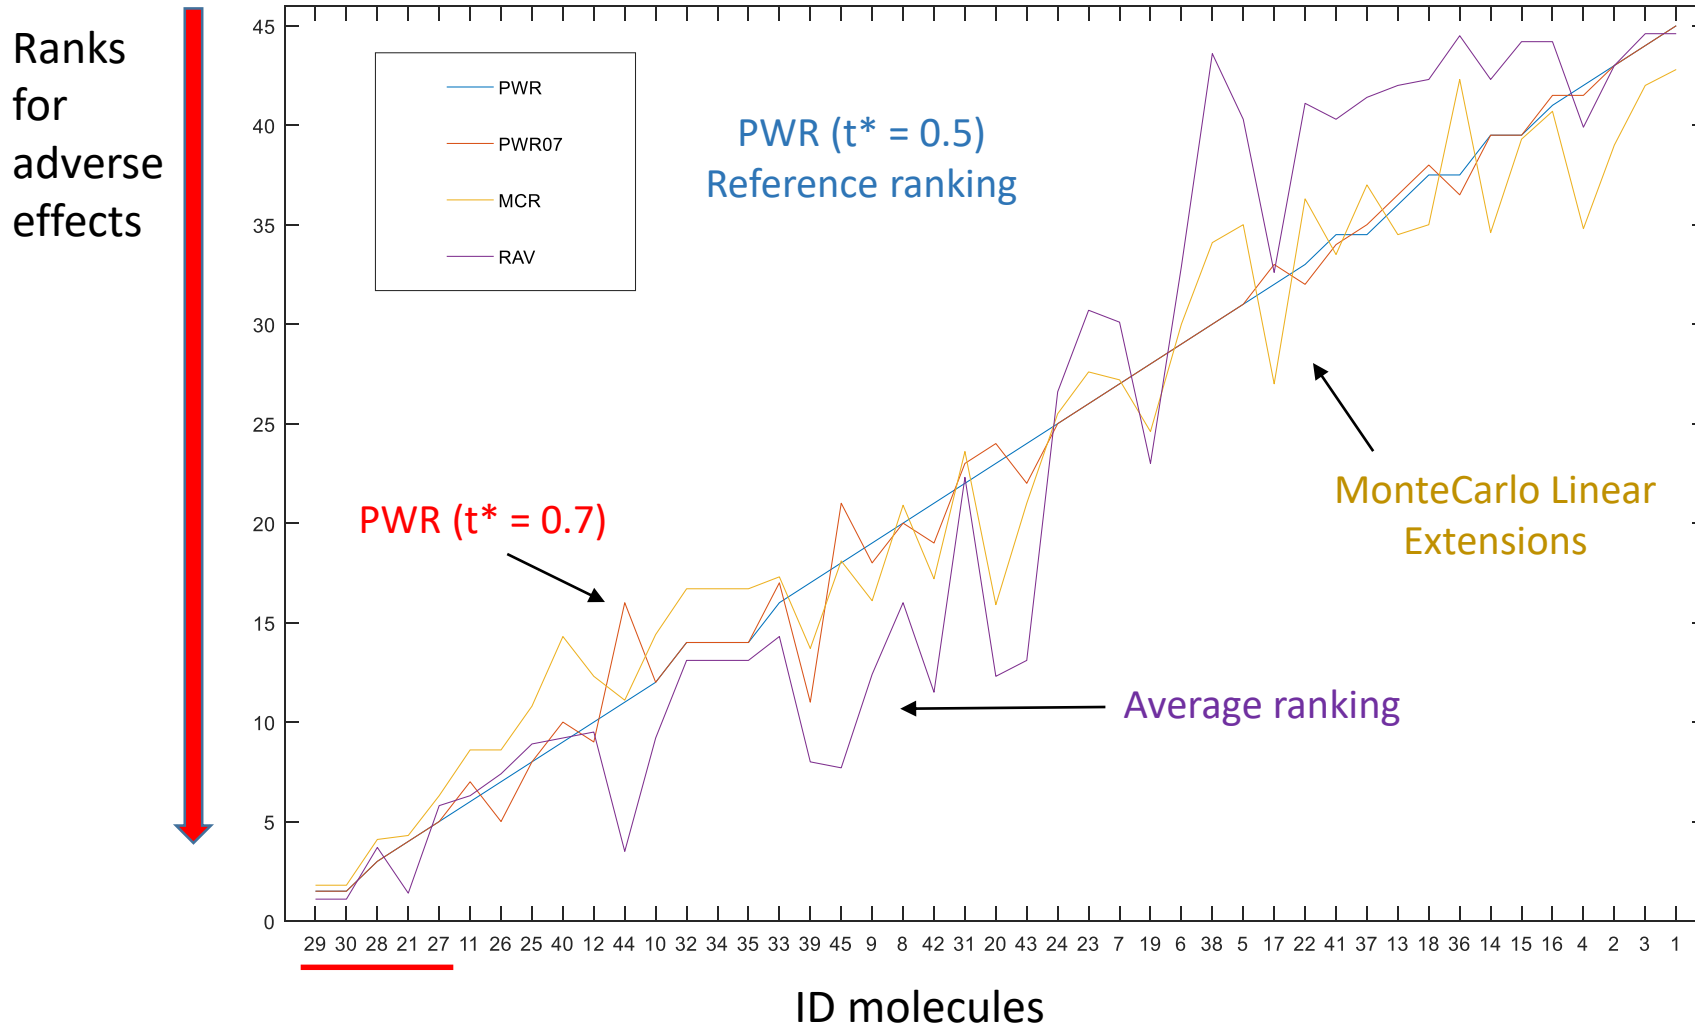 Ranks
for
adverse
effects
45
40
35
30
25
20
15
10
5
0
PWR
PWR07
MCR
RAV
PWR (t* = 0.5)
Reference ranking
PWR (t* = 0.7)
MonteCarlo Linear
Extensions
Average ranking
29 30 28 21 27 11 26 25 40 12 44 10 32 34 35 33 39 45 9 8 42 31 20 43 24 23 7 19 6 38 5 17 22 41 37 13 18 36 14 15 16 4 2 3 1
ID molecules